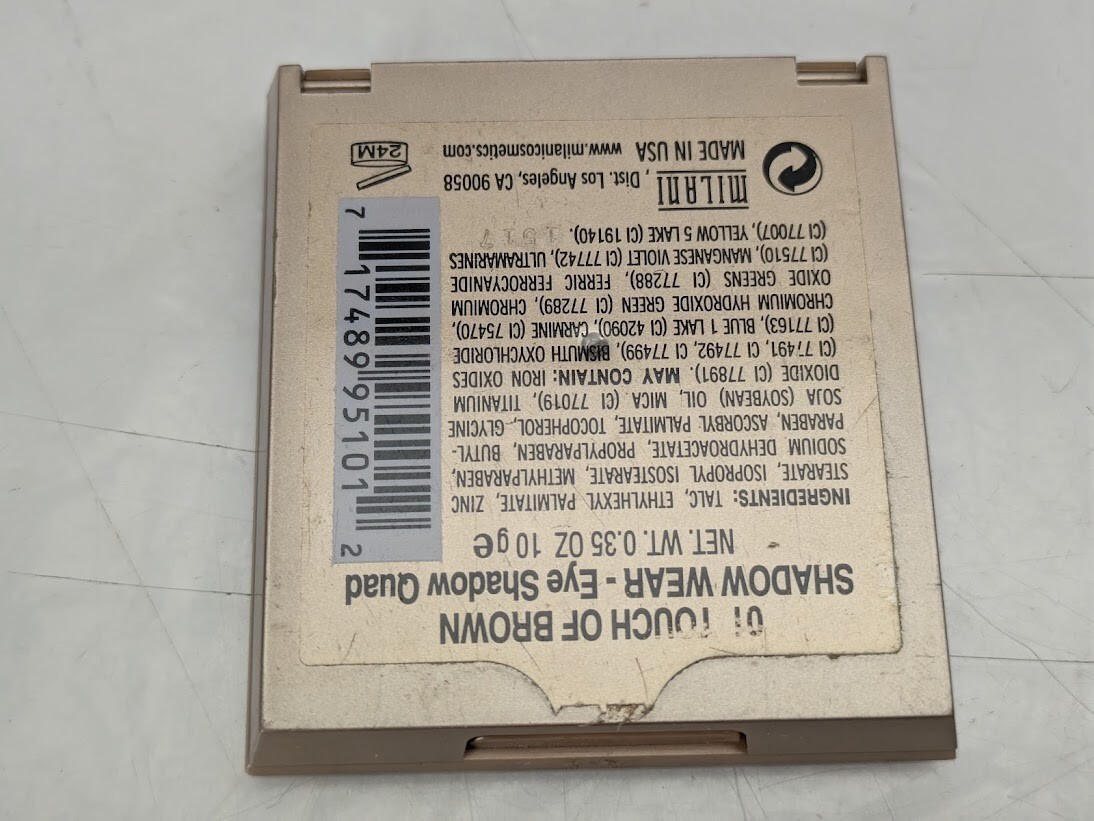 01 TOUCH OF BROWN
SHADOW WEAR - Eye Shadow Quad
NET. WT. 0.35 OZ 10 g e
INGREDIENTS: TALC, ETHYLHEXYL PALMITATE, ZINC
STEARATE, ISOPROPYL ISOSTEARATE, METHYLPARABEN,
SODIUM DEHYDROACETATE, PROPYLPARABEN, BUTYL-
PARABEN, ASCORBYL PALMITATE, TOCOPHEROL, GLYCINE
SOJA (SOYBEAN) OIL, MICA (CI 77019), TITANIUM
DIOXIDE (CI 77891). MAY CONTAIN: IRON OXIDES
(CI 77491, CI 77492, CI 77499), BISMUTH OXYCHLORIDE
(CI 77163), BLUE 1 LAKE (CI 42090), CARMINE (CI 75470),
CHROMIUM HYDROXIDE GREEN (CI 77289), CHROMIUM
OXIDE GREENS (CI 77288), FERRIC FERROCYANIDE
(CI 77510), MANGANESE VIOLET (CI 77742), ULTRAMARINES
(CI 77007), YELLOW 5 LAKE (CI 19140).
1517
MILANI, Dist. Los Angeles, CA 90058
MADE IN USA www.milanicosmetics.com
24M
7 17489 95101 2